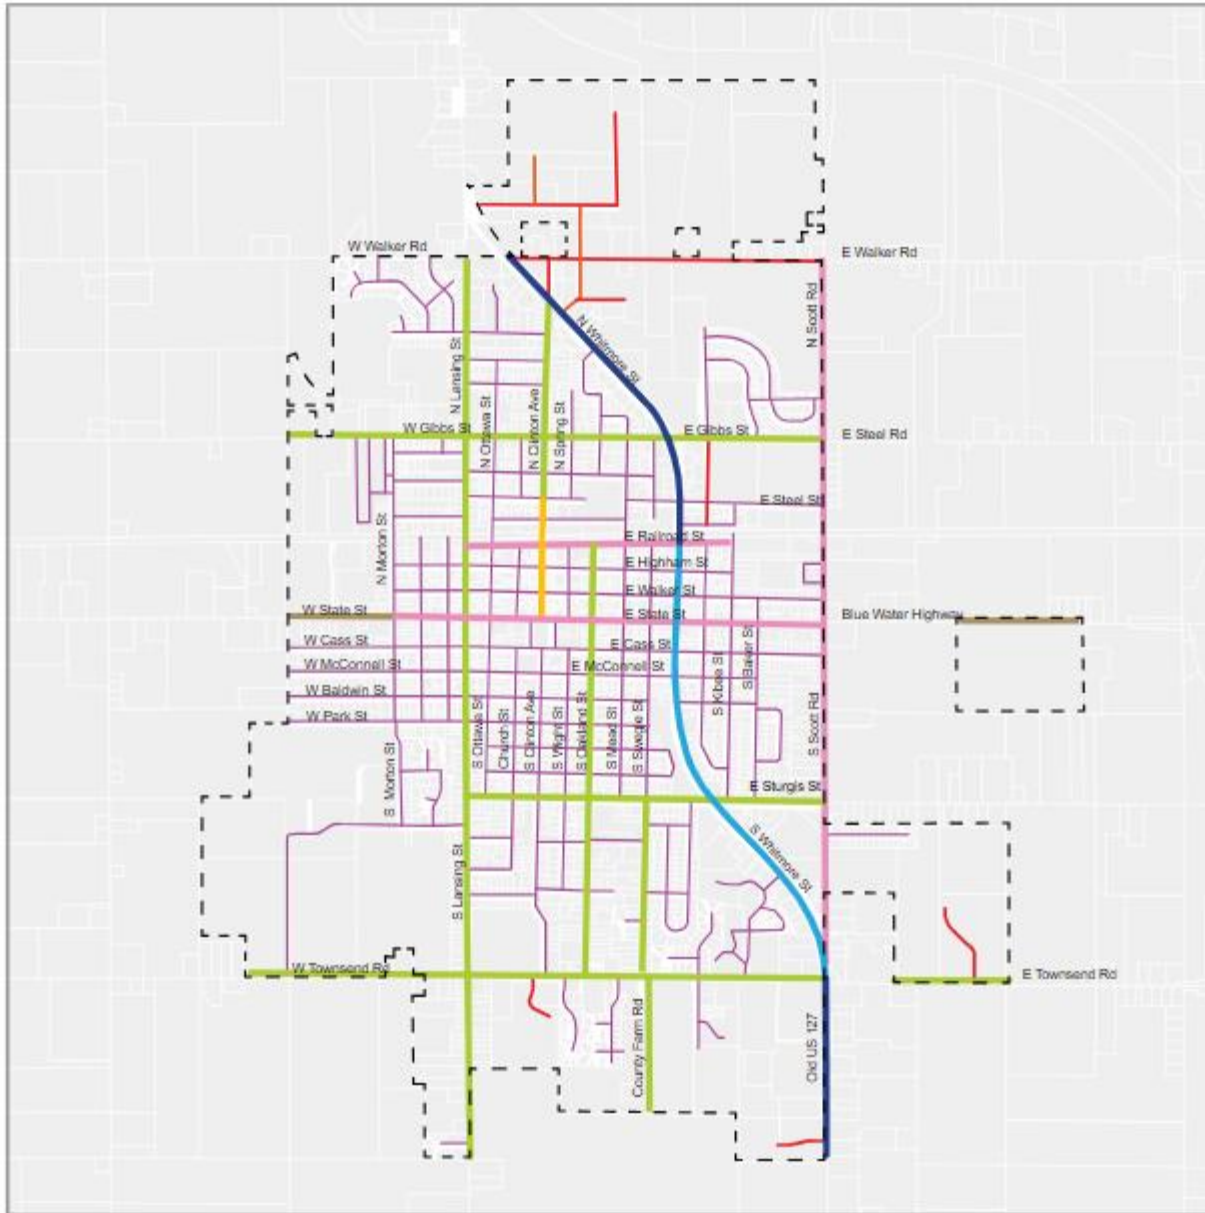 W Walker Rd
E Walker Rd
N Scott Rd
N Whitmore St
N Lansing St
N Ottawa St
N Clinton Ave
N Spring St
W Gibbs St
E Gibbs St
E Steel Rd
E Steel St
N Morton St
E Railroad St
E Highham St
E Walker St
W State St
E State St
Blue Water Highway
W Cass St
E Cass St
W McConnell St
E McConnell St
S Kibee St
S Baker St
W Baldwin St
W Park St
S Ottawa St
Church St
S Clinton Ave
S Wight St
S Oakland St
S Mead St
S Swegle St
S Scott Rd
S Morton St
E Sturgis St
S Whitmore St
S Lansing St
W Townsend Rd
E Townsend Rd
County Farm Rd
Old US 127